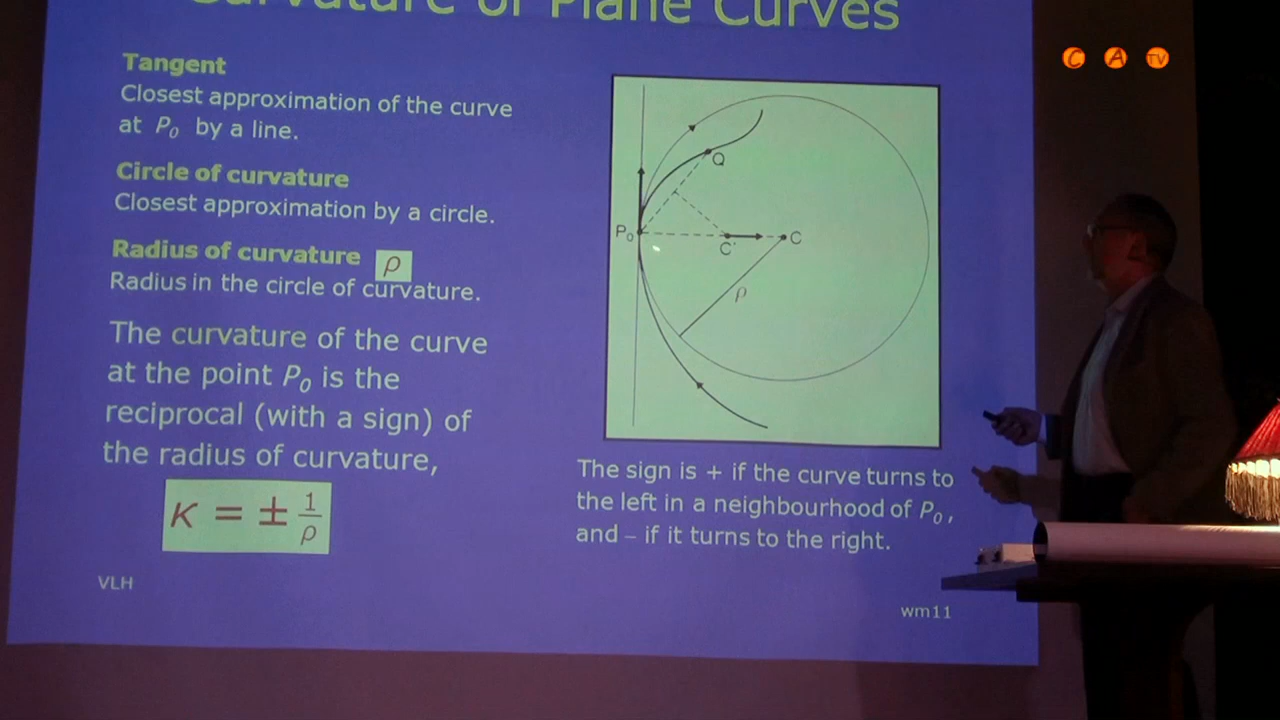 Curvature of Plane Curves
Tangent
Closest approximation of the curve
at P₀ by a line.
Circle of curvature
Closest approximation by a circle.
Radius of curvature ρ
Radius in the circle of curvature.
The curvature of the curve
at the point P₀ is the
reciprocal (with a sign) of
the radius of curvature,
κ = ± 1/ρ
VLH
Q
P₀
C'
C
ρ
The sign is + if the curve turns to
the left in a neighbourhood of P₀,
and – if it turns to the right.
wm11
C A TV